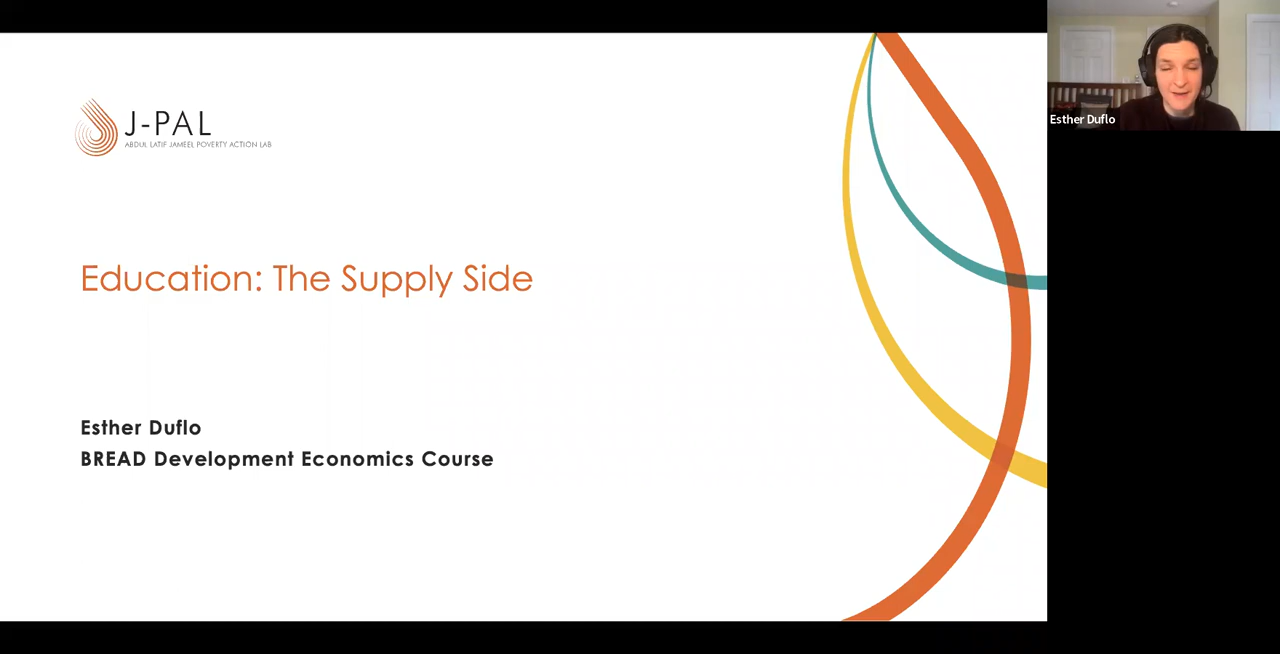 J-PAL
ABDUL LATIF JAMEEL POVERTY ACTION LAB
Esther Duflo
Education: The Supply Side
Esther Duflo
BREAD Development Economics Course